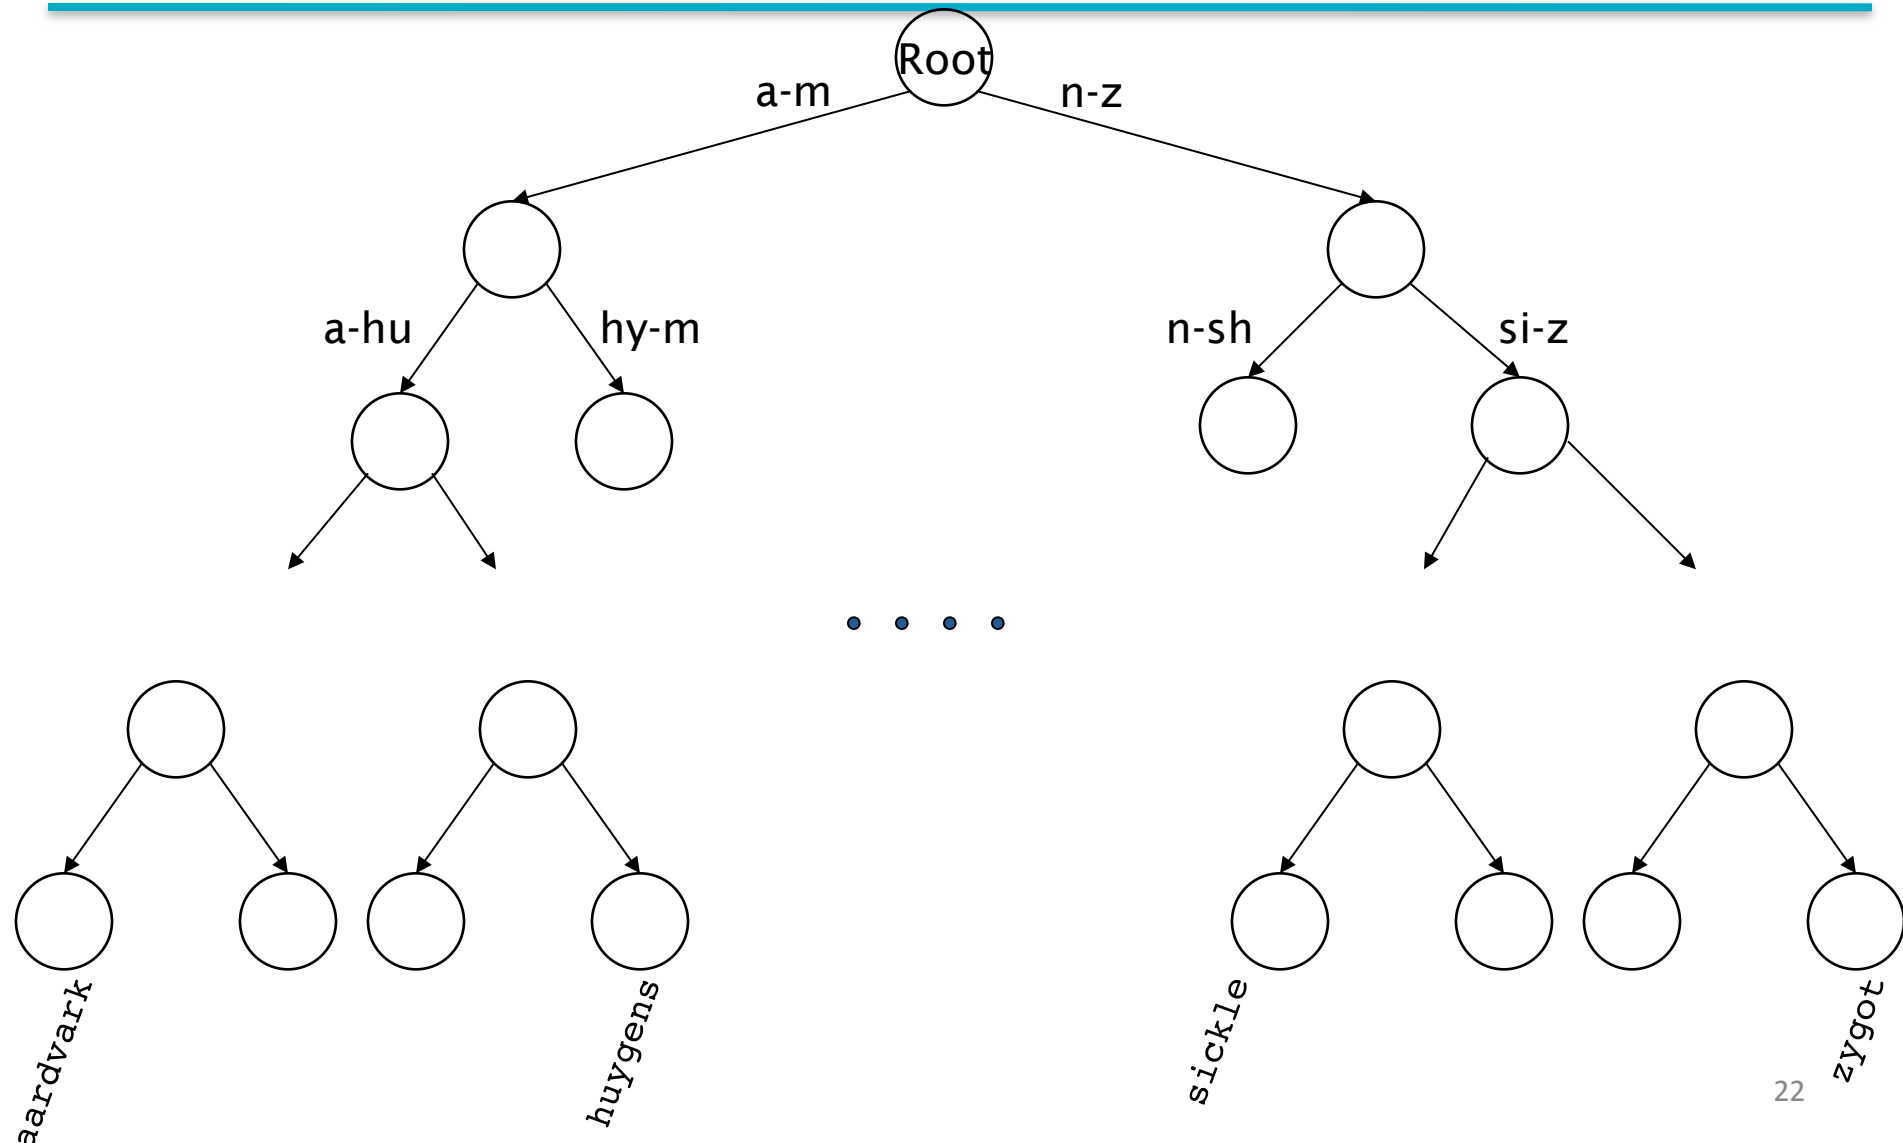 Root
a-m
n-z
a-hu
hy-m
n-sh
si-z
aardvark
huygens
sickle
zygot
22